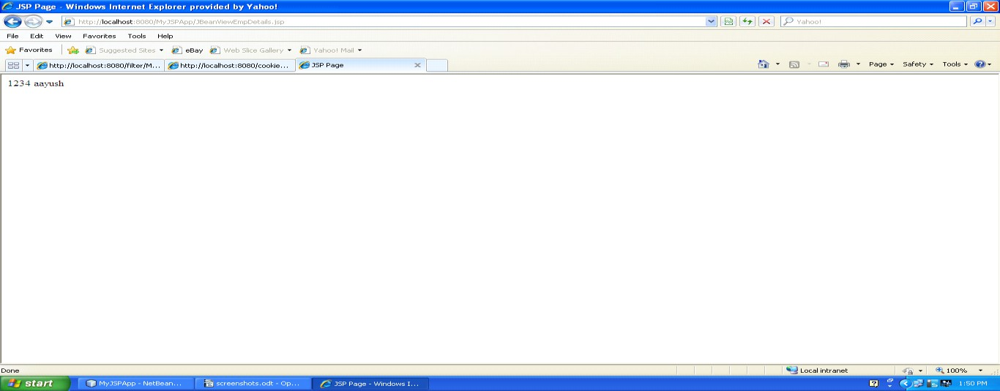 JSP Page - Windows Internet Explorer provided by Yahoo!
http://localhost:8080/MyJSPApp/JBeanViewEmpDetails.jsp Yahoo!
File Edit View Favorites Tools Help
Favorites Suggested Sites eBay Web Slice Gallery Yahoo! Mail
http://localhost:8080/filter/M... http://localhost:8080/cookie... JSP Page Page Safety Tools
1234 aayush
Done Local intranet 100%
start MyJSPApp - NetBean... screenshots.odt - Op... JSP Page - Windows I... 1:50 PM